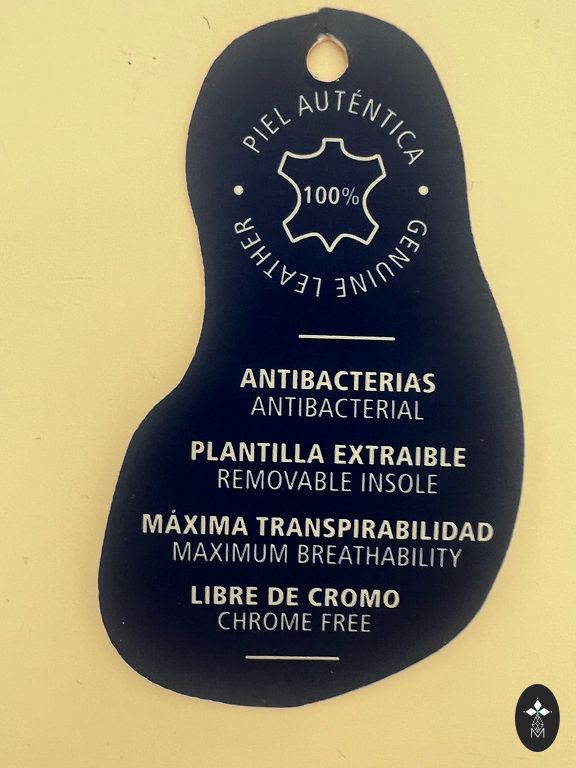 PIEL AUTÉNTICA
100%
GENUINE LEATHER
ANTIBACTERIAS
ANTIBACTERIAL
PLANTILLA EXTRAIBLE
REMOVABLE INSOLE
MÁXIMA TRANSPIRABILIDAD
MAXIMUM BREATHABILITY
LIBRE DE CROMO
CHROME FREE
M